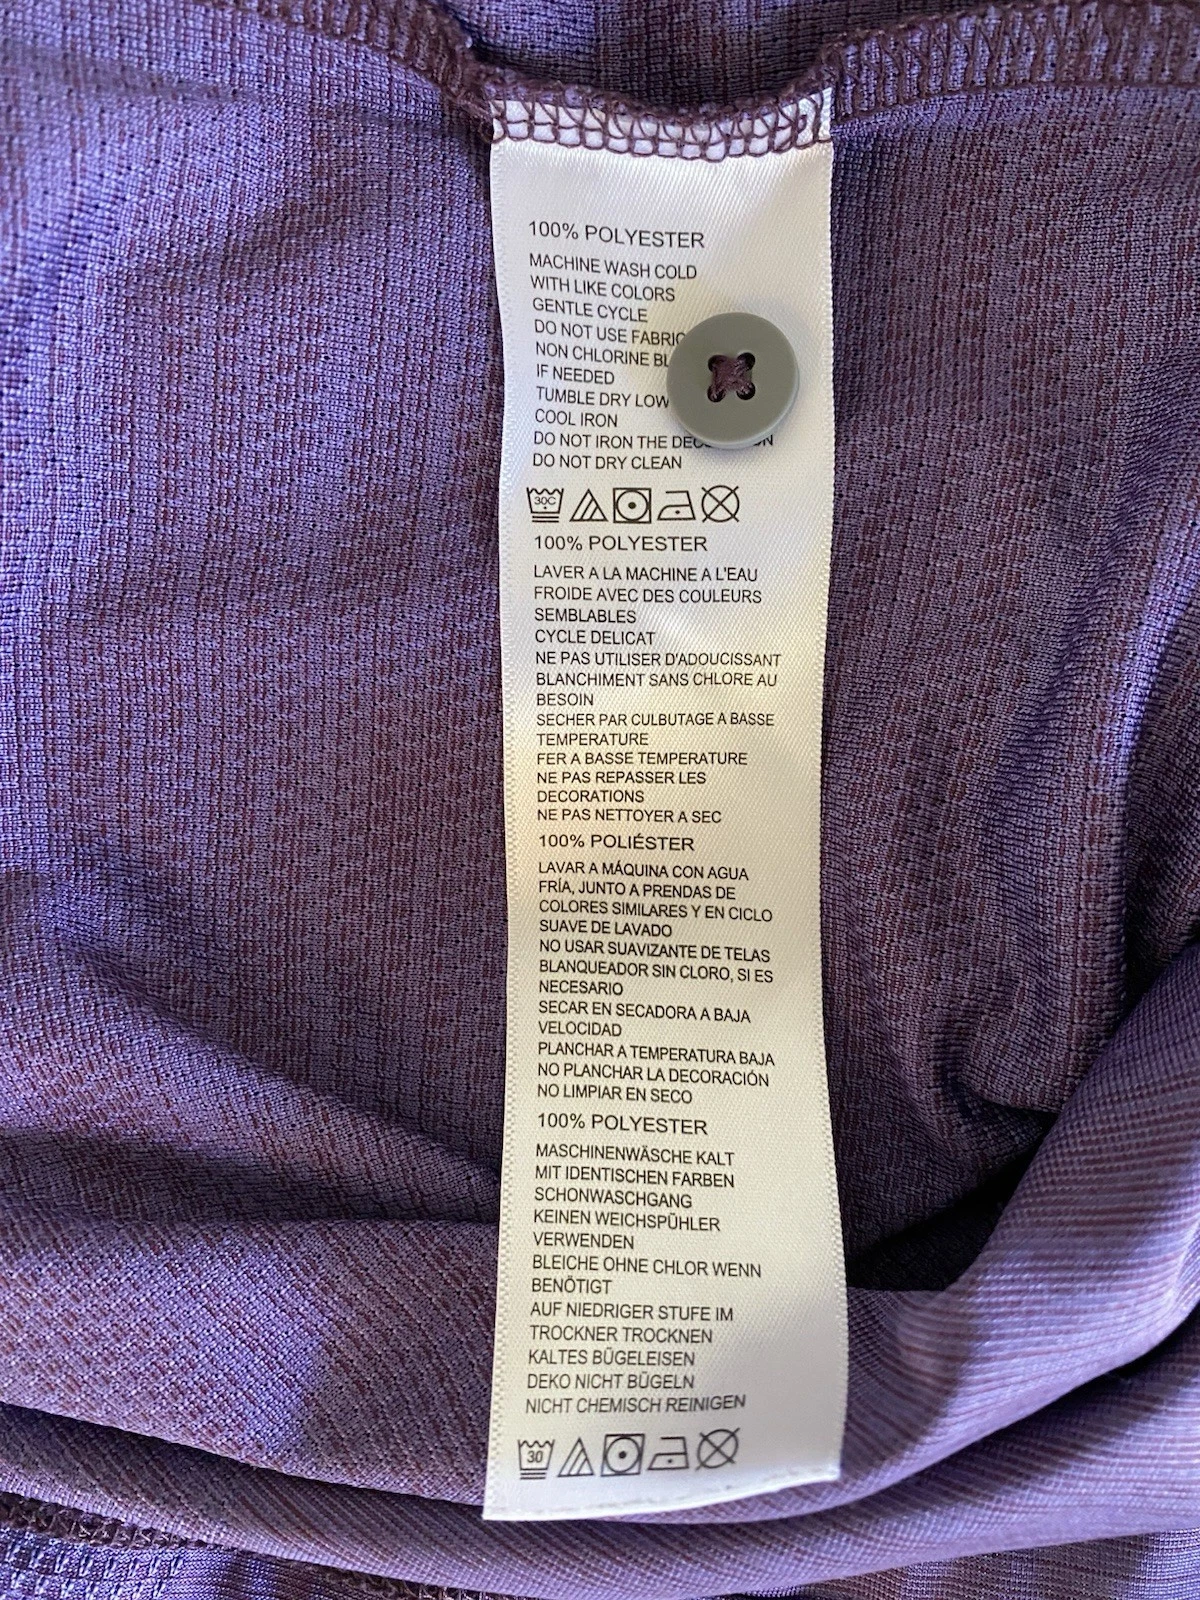 100% POLYESTER
MACHINE WASH COLD
WITH LIKE COLORS
GENTLE CYCLE
DO NOT USE FABRIC
NON CHLORINE
IF NEEDED
TUMBLE DRY LOW
COOL IRON
DO NOT IRON THE
DO NOT DRY CLEAN
30C
100% POLYESTER
LAVER A LA MACHINE A L'EAU
FROIDE AVEC DES COULEURS
SEMBLABLES
CYCLE DELICAT
NE PAS UTILISER D'ADOUCISSANT
BLANCHIMENT SANS CHLORE AU
BESOIN
SECHER PAR CULBUTAGE A BASSE
TEMPERATURE
FER A BASSE TEMPERATURE
NE PAS REPASSER LES
DECORATIONS
NE PAS NETTOYER A SEC
100% POLIÉSTER
LAVAR A MÁQUINA CON AGUA
FRÍA, JUNTO A PRENDAS DE
COLORES SIMILARES Y EN CICLO
SUAVE DE LAVADO
NO USAR SUAVIZANTE DE TELAS
BLANQUEADOR SIN CLORO, SI ES
NECESARIO
SECAR EN SECADORA A BAJA
VELOCIDAD
PLANCHAR A TEMPERATURA BAJA
NO PLANCHAR LA DECORACIÓN
NO LIMPIAR EN SECO
100% POLYESTER
MASCHINENWÄSCHE KALT
MIT IDENTISCHEN FARBEN
SCHONWASCHGANG
KEINEN WEICHSPÜHLER
VERWENDEN
BLEICHE OHNE CHLOR WENN
BENÖTIGT
AUF NIEDRIGER STUFE IM
TROCKNER TROCKNEN
KALTES BÜGELEISEN
DEKO NICHT BÜGELN
NICHT CHEMISCH REINIGEN
30